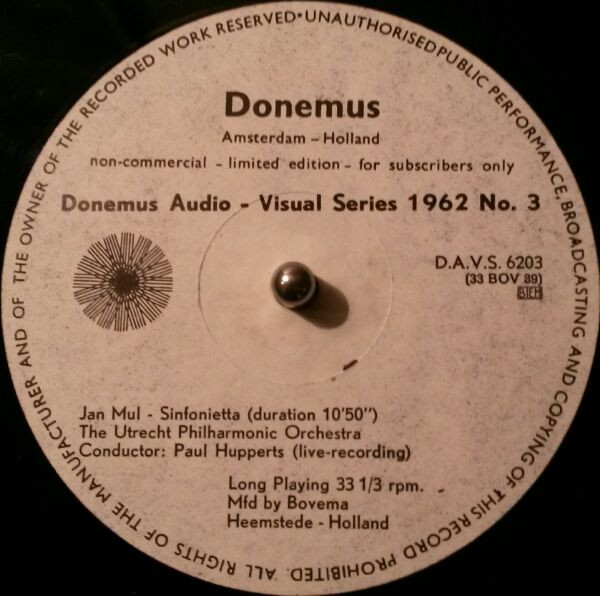 ALL RIGHTS OF THE MANUFACTURER AND OF THE OWNER OF THE RECORDED WORK RESERVED•UNAUTHORISED PUBLIC PERFORMANCE, BROADCASTING AND COPYING OF THIS RECORD PROHIBITED.
Donemus
Amsterdam – Holland
non-commercial – limited edition – for subscribers only
Donemus Audio - Visual Series 1962 No. 3
D.A.V.S. 6203
(33 BOV 89)
BIEM
Jan Mul - Sinfonietta (duration 10'50")
The Utrecht Philharmonic Orchestra
Conductor: Paul Hupperts (live-recording)
Long Playing 33 1/3 rpm.
Mfd by Bovema
Heemstede - Holland